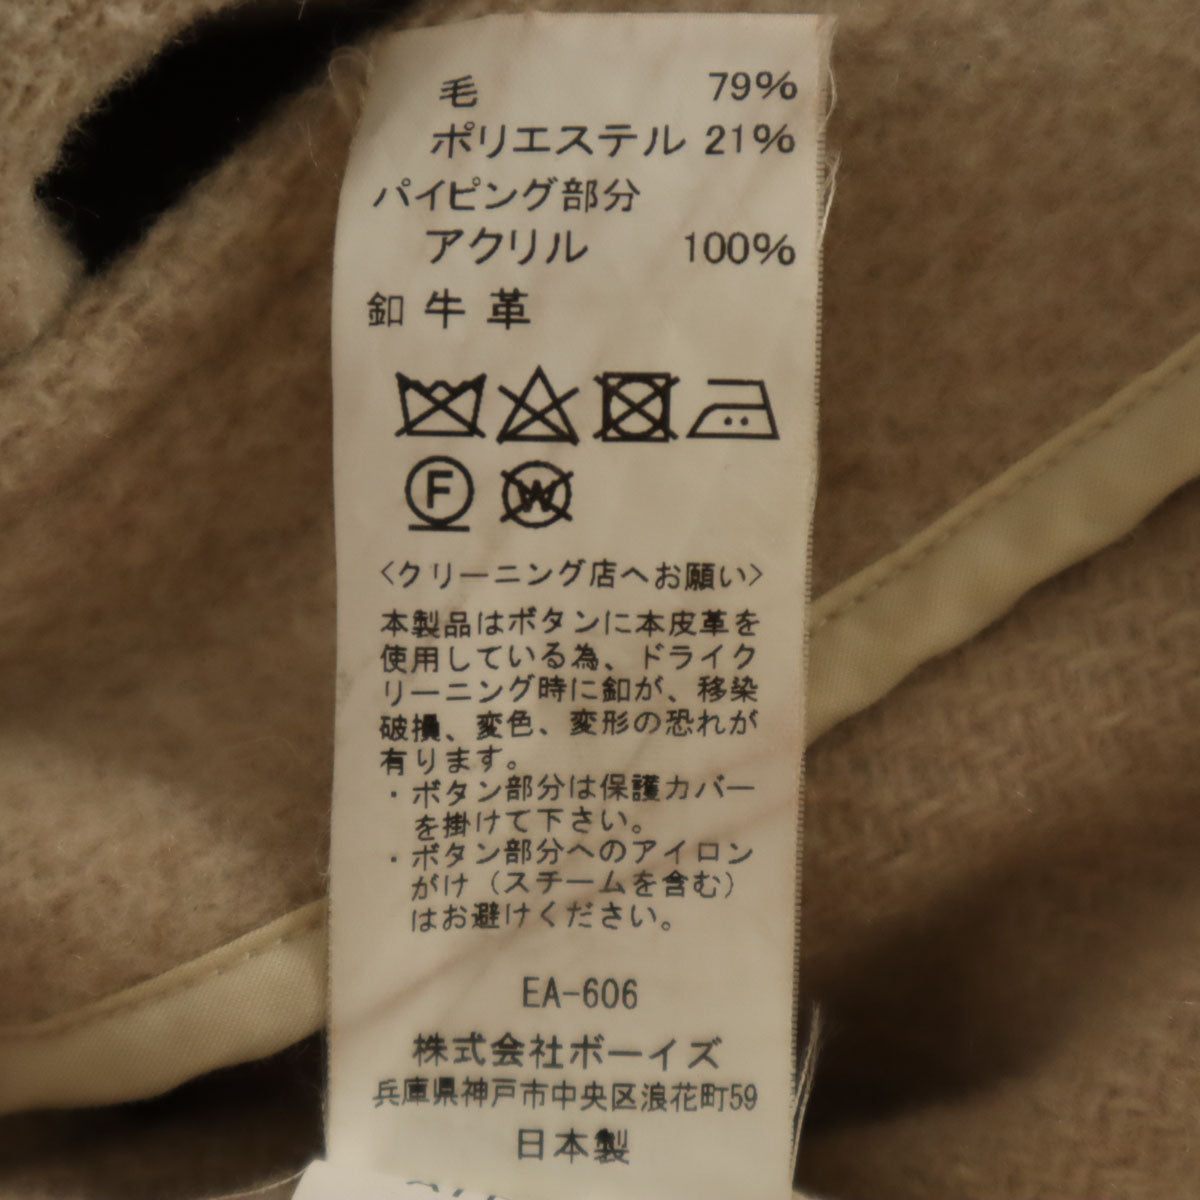 毛 79%
ポリエステル 21%
パイピング部分
アクリル 100%
釦 牛 革
F W
<クリーニング店へお願い>
本製品はボタンに本皮革を
使用している為、ドライク
リーニング時に釦が、移染
破損、変色、変形の恐れが
有ります。
・ボタン部分は保護カバー
を掛けて下さい。
・ボタン部分へのアイロン
がけ（スチームを含む）
はお避けください。
EA-606
株式会社ボーイズ
兵庫県神戸市中央区浪花町59
日本製